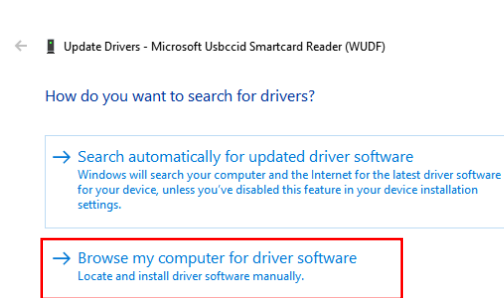 Update Drivers - Microsoft Usbccid Smartcard Reader (WUDF)
How do you want to search for drivers?
Search automatically for updated driver software
Windows will search your computer and the Internet for the latest driver software
for your device, unless you've disabled this feature in your device installation
settings.
Browse my computer for driver software
Locate and install driver software manually.